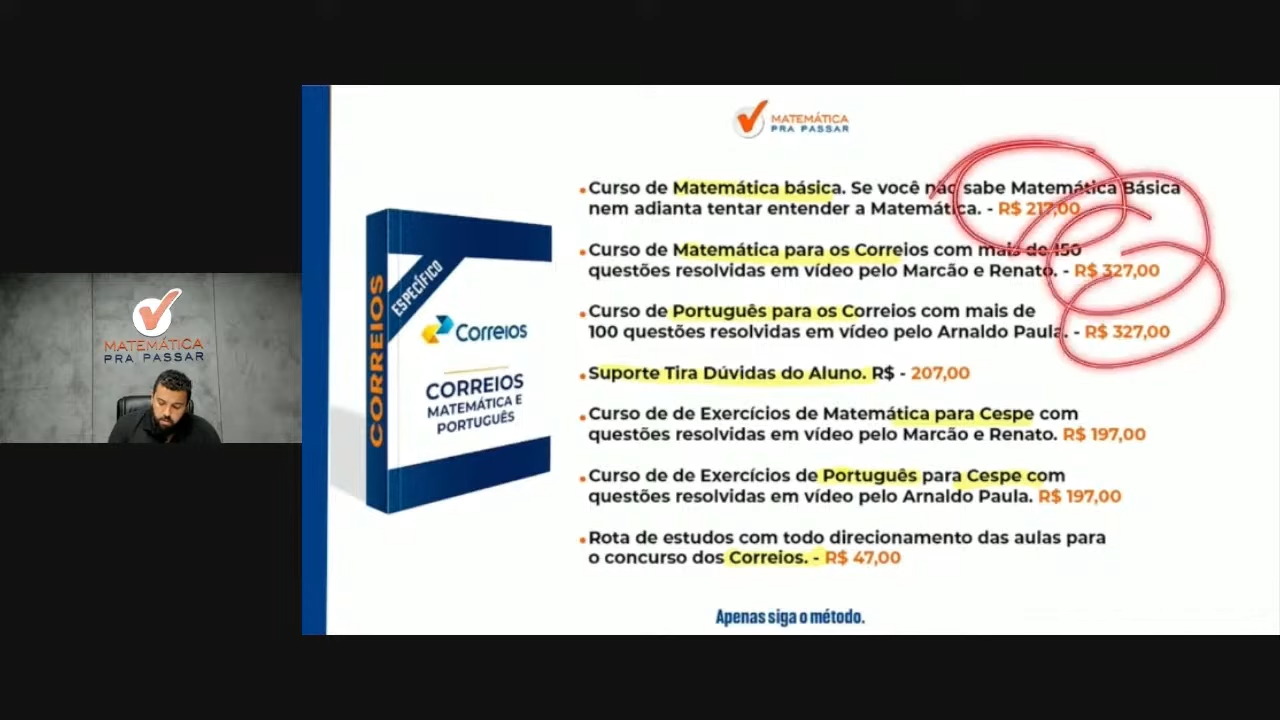 MATEMÁTICA
PRA PASSAR
MATEMÁTICA
PRA PASSAR
CORREIOS
ESPECÍFICO
Correios
CORREIOS
MATEMÁTICA E
PORTUGUÊS
• Curso de Matemática básica. Se você não sabe Matemática Básica
nem adianta tentar entender a Matemática. - R$ 217,00
• Curso de Matemática para os Correios com mais de 150
questões resolvidas em vídeo pelo Marcão e Renato. - R$ 327,00
• Curso de Português para os Correios com mais de
100 questões resolvidas em vídeo pelo Arnaldo Paula. - R$ 327,00
• Suporte Tira Dúvidas do Aluno. R$ - 207,00
• Curso de de Exercícios de Matemática para Cespe com
questões resolvidas em vídeo pelo Marcão e Renato. R$ 197,00
• Curso de de Exercícios de Português para Cespe com
questões resolvidas em vídeo pelo Arnaldo Paula. R$ 197,00
• Rota de estudos com todo direcionamento das aulas para
o concurso dos Correios. - R$ 47,00
Apenas siga o método.